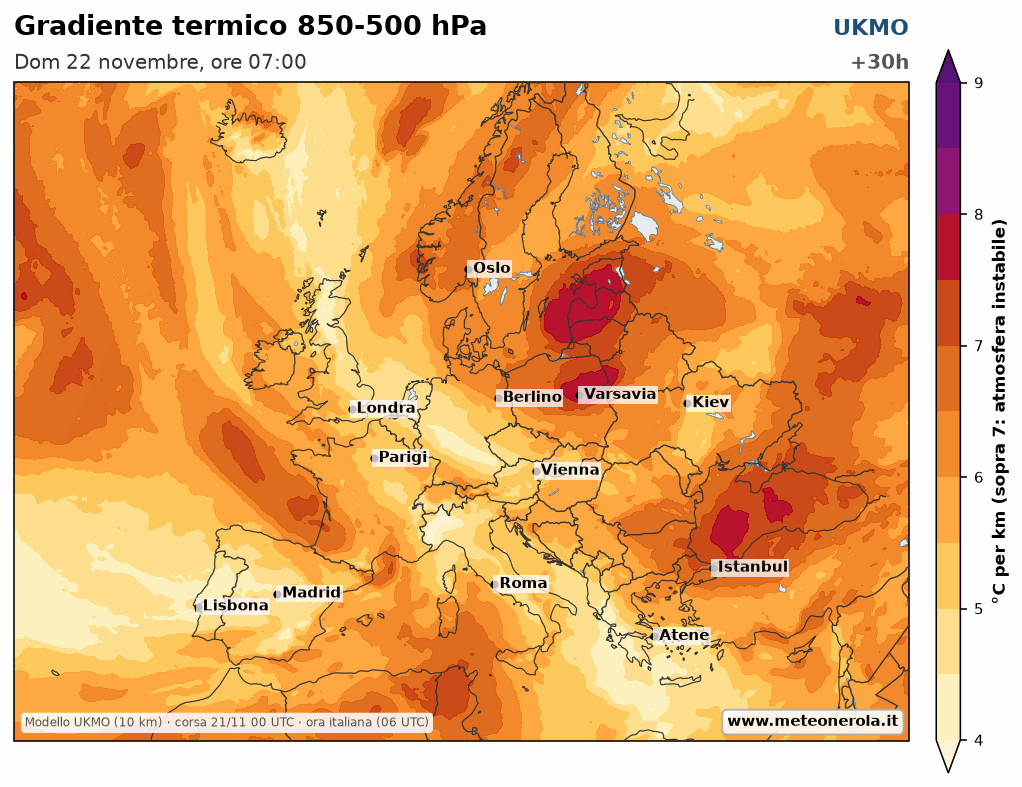 Gradiente termico 850-500 hPa
UKMO
Dom 22 novembre, ore 07:00
+30h
9
8
7
6
5
4
°C per km (sopra 7: atmosfera instabile)
Oslo
Berlino
Varsavia
Kiev
Londra
Parigi
Vienna
Istanbul
Roma
Madrid
Lisbona
Atene
Modello UKMO (10 km) · corsa 21/11 00 UTC · ora italiana (06 UTC)
www.meteonerola.it